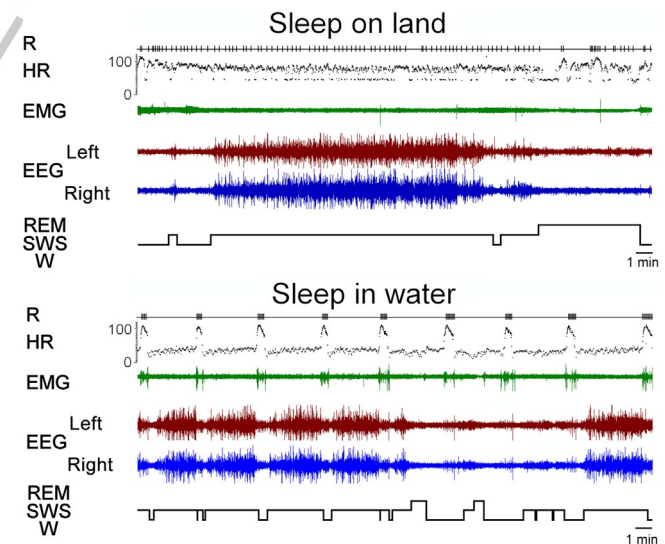 Sleep on land
R
HR
100
0
EMG
Left
EEG
Right
REM
SWS
W
1 min
Sleep in water
R
HR
100
0
EMG
Left
EEG
Right
REM
SWS
W
1 min